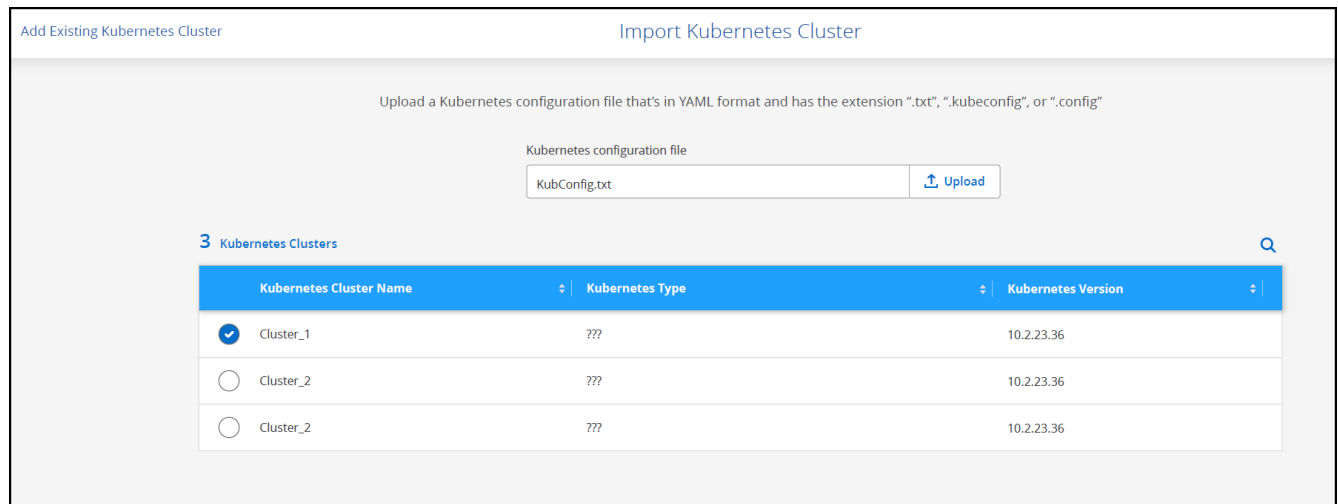 Add Existing Kubernetes Cluster
Import Kubernetes Cluster
Upload a Kubernetes configuration file that's in YAML format and has the extension “.txt”, “.kubeconfig”, or “.config”
Kubernetes configuration file
KubConfig.txt Upload
3 Kubernetes Clusters
Kubernetes Cluster Name Kubernetes Type Kubernetes Version
Cluster_1 ??? 10.2.23.36
Cluster_2 ??? 10.2.23.36
Cluster_2 ??? 10.2.23.36